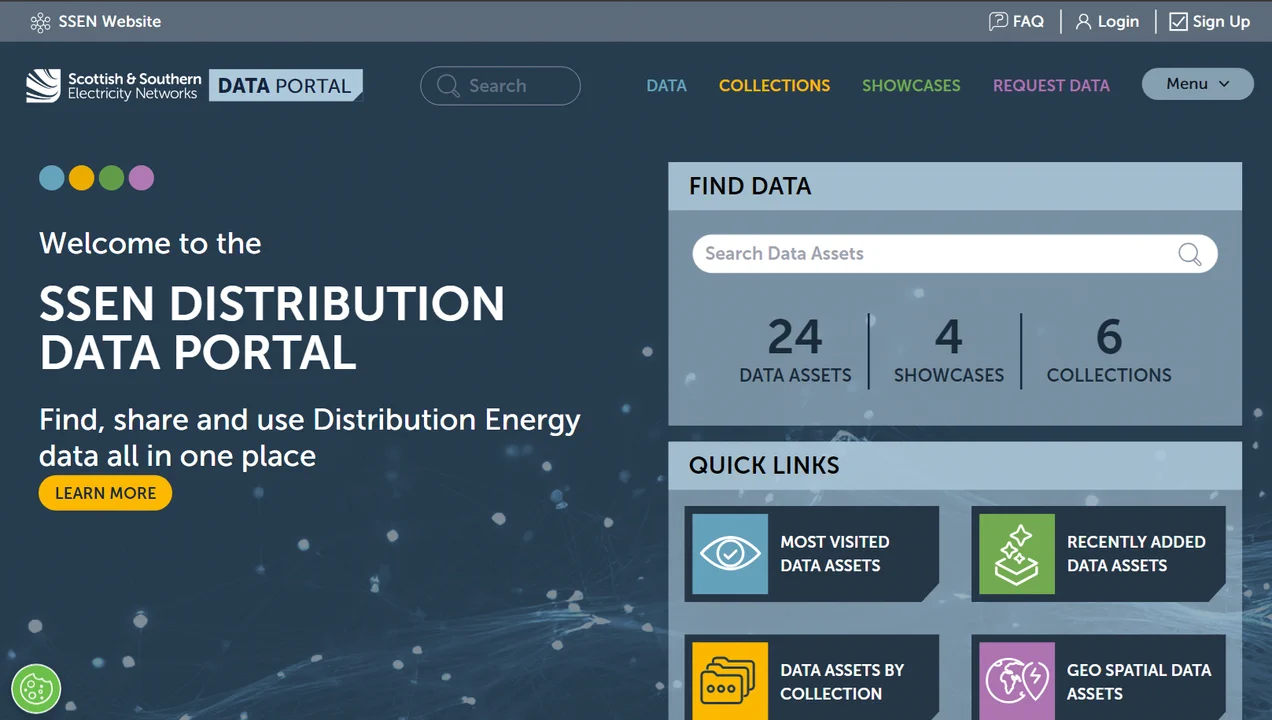 SSEN Website
FAQ
Login
Sign Up
Scottish & Southern
Electricity Networks
DATA PORTAL
Search
DATA
COLLECTIONS
SHOWCASES
REQUEST DATA
Menu
Welcome to the
SSEN DISTRIBUTION
DATA PORTAL
Find, share and use Distribution Energy
data all in one place
LEARN MORE
FIND DATA
Search Data Assets
24
DATA ASSETS
4
SHOWCASES
6
COLLECTIONS
QUICK LINKS
MOST VISITED
DATA ASSETS
RECENTLY ADDED
DATA ASSETS
DATA ASSETS BY
COLLECTION
GEO SPATIAL DATA
ASSETS